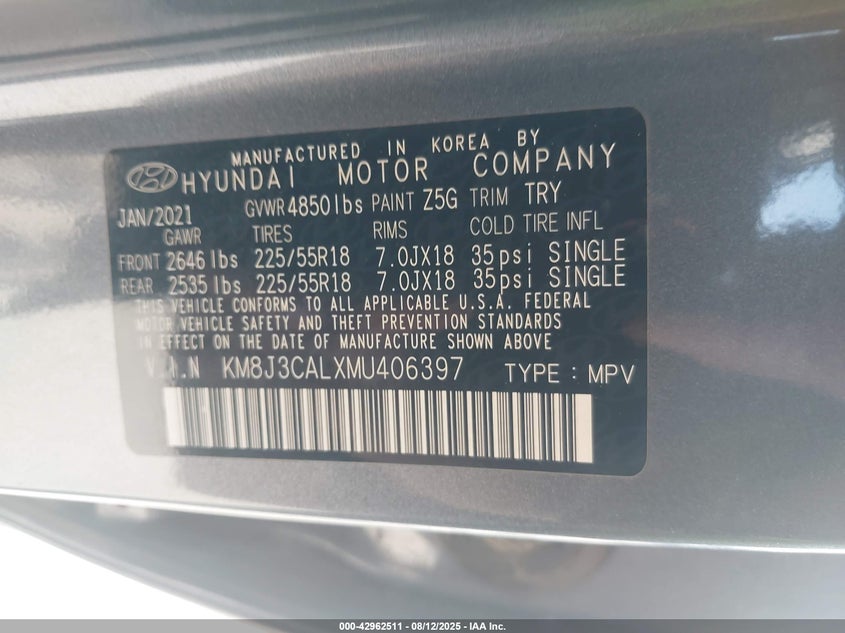 MANUFACTURED IN KOREA BY
HYUNDAI MOTOR COMPANY
JAN/2021 GVWR 4850 lbs PAINT Z5G TRIM TRY
GAWR TIRES RIMS COLD TIRE INFL
FRONT 2646 lbs 225/55R18 7.0JX18 35psi SINGLE
REAR 2535 lbs 225/55R18 7.0JX18 35psi SINGLE
THIS VEHICLE CONFORMS TO ALL APPLICABLE U.S.A. FEDERAL
MOTOR VEHICLE SAFETY AND THEFT PREVENTION STANDARDS
IN EFFECT ON THE DATE OF MANUFACTURE SHOWN ABOVE
V.I.N KM8J3CALXMU406397 TYPE : MPV
000-42962511 - 08/12/2025 - IAA Inc.